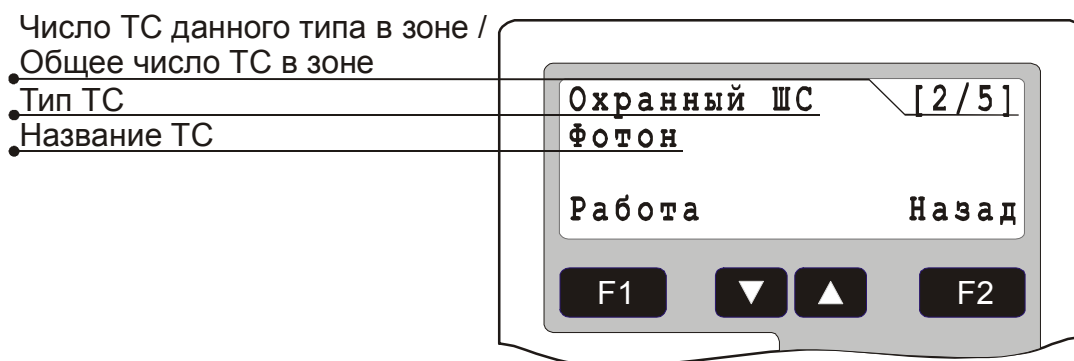 Число ТС данного типа в зоне /
Общее число ТС в зоне
Тип ТС
Название ТС
Охранный ШС [2/5]
Фотон
Работа Назад
F1 ▼ ▲ F2